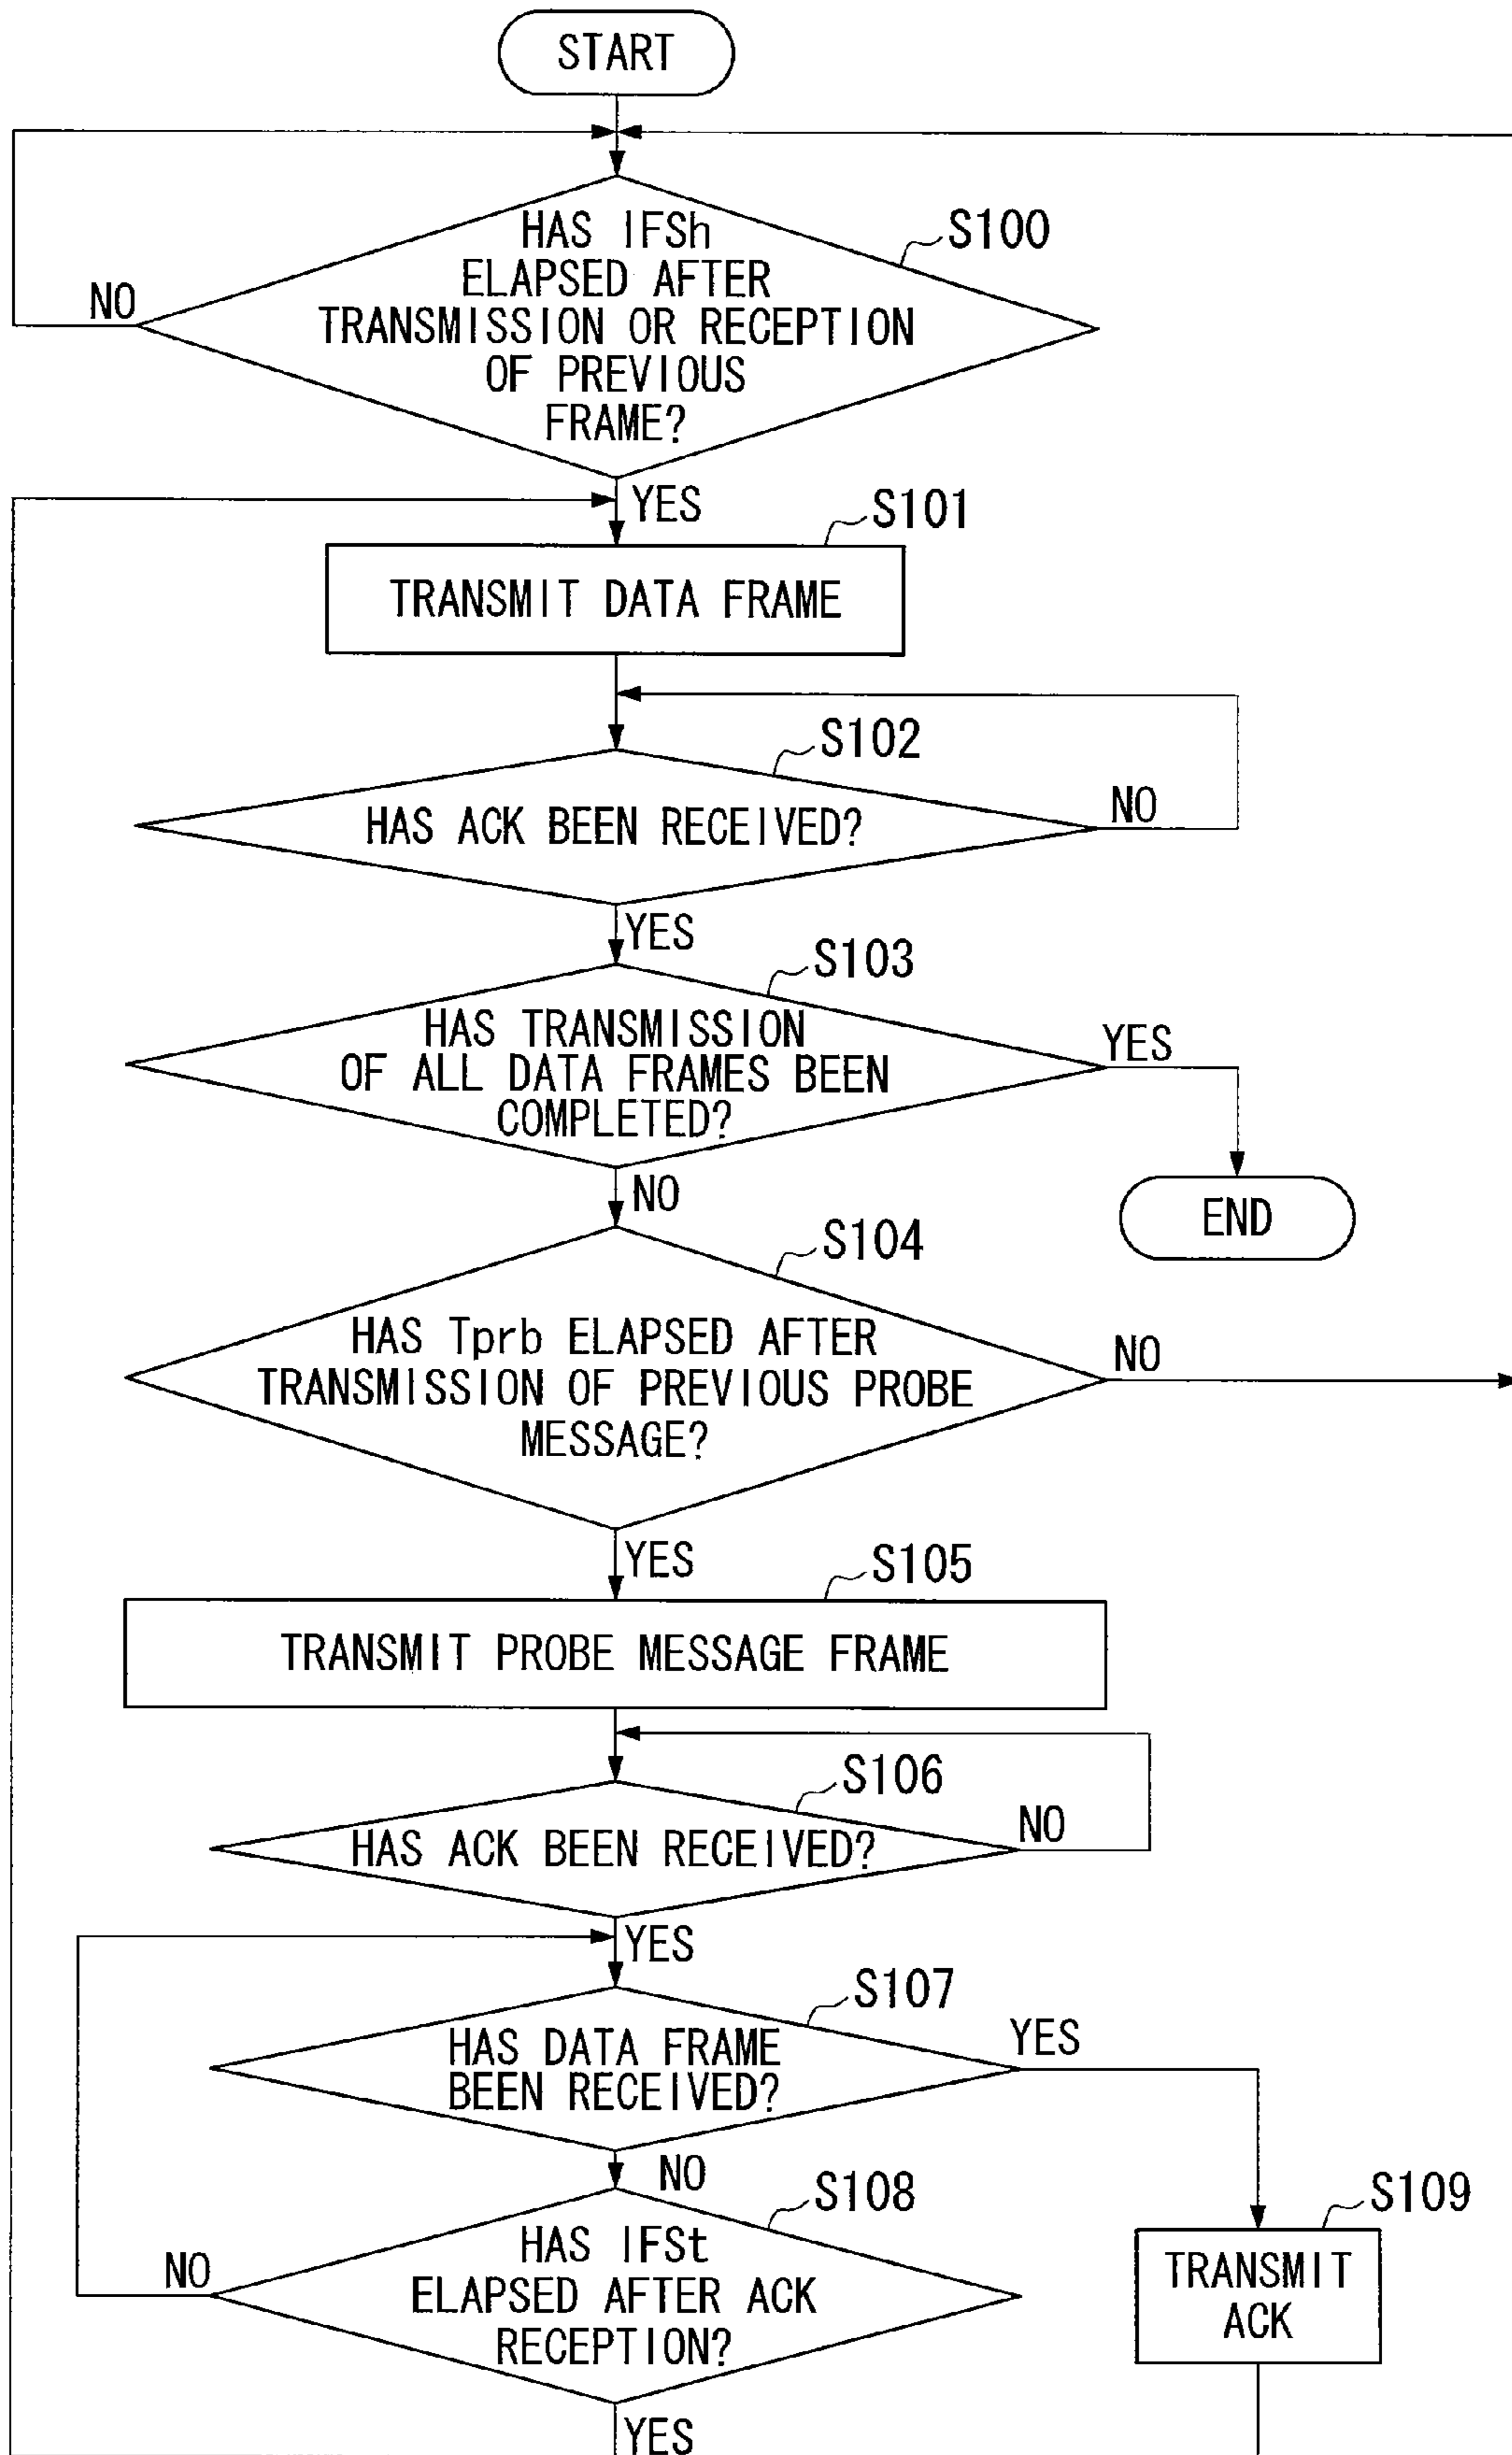 START
HAS IFSh
ELAPSED AFTER
TRANSMISSION OR RECEPTION
OF PREVIOUS
FRAME?
S100
NO
YES
S101
TRANSMIT DATA FRAME
S102
HAS ACK BEEN RECEIVED?
NO
YES
S103
HAS TRANSMISSION
OF ALL DATA FRAMES BEEN
COMPLETED?
YES
END
NO
S104
HAS Tprb ELAPSED AFTER
TRANSMISSION OF PREVIOUS PROBE
MESSAGE?
NO
YES
S105
TRANSMIT PROBE MESSAGE FRAME
S106
HAS ACK BEEN RECEIVED?
NO
YES
S107
HAS DATA FRAME
BEEN RECEIVED?
YES
NO
S108
HAS IFSt
ELAPSED AFTER ACK
RECEPTION?
NO
YES
S109
TRANSMIT
ACK